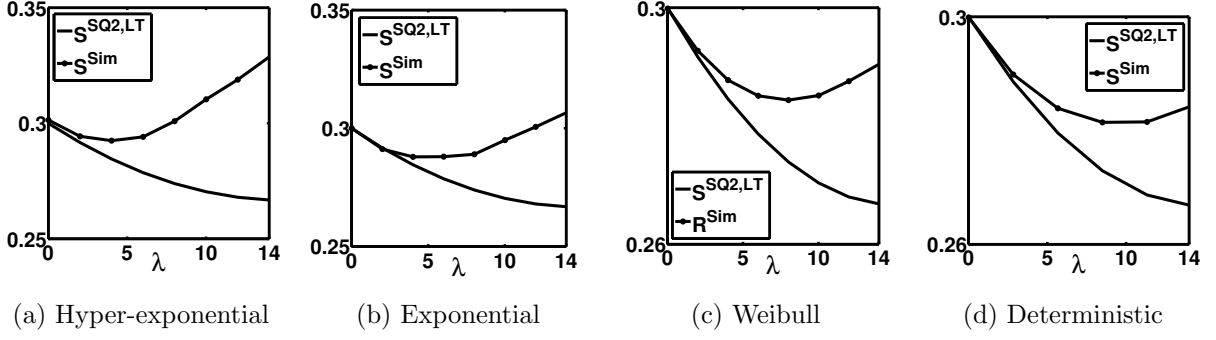 0.35
0.3
0.25
0 5 10 14
λ
S^SQ2,LT
S^Sim
(a) Hyper-exponential
0.35
0.3
0.25
0 5 10 14
λ
S^SQ2,LT
S^Sim
(b) Exponential
0.3
0.26
0 5 10 14
λ
S^SQ2,LT
R^Sim
(c) Weibull
0.3
0.26
0 5 10 14
λ
S^SQ2,LT
S^Sim
(d) Deterministic